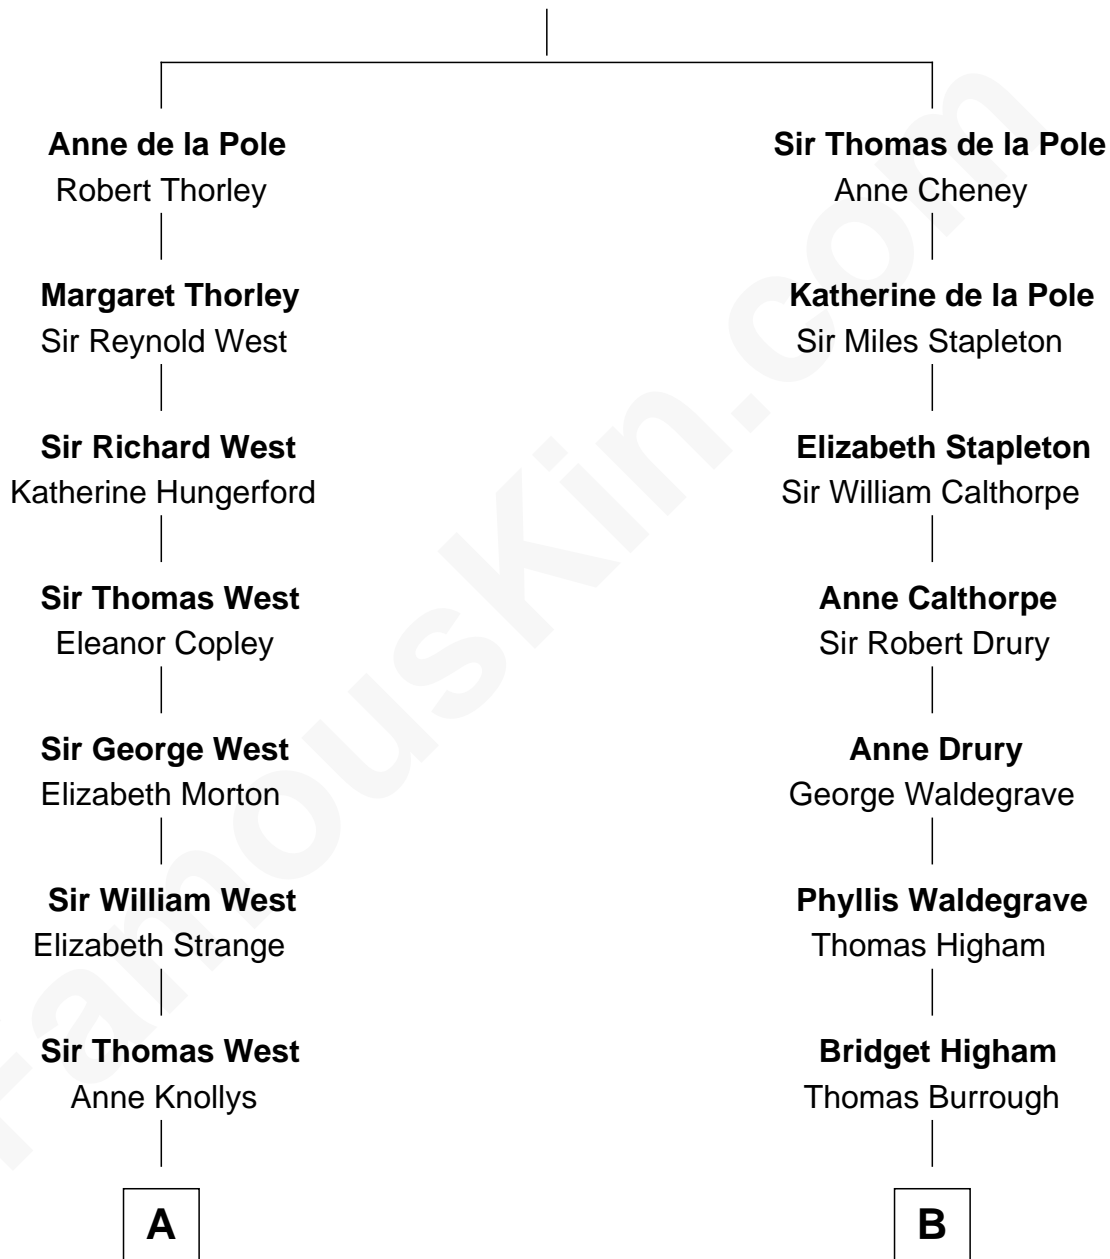 Anne de la Pole
Robert Thorley
Margaret Thorley
Sir Reynold West
Sir Richard West
Katherine Hungerford
Sir Thomas West
Eleanor Copley
Sir George West
Elizabeth Morton
Sir William West
Elizabeth Strange
Sir Thomas West
Anne Knollys
A
Sir Thomas de la Pole
Anne Cheney
Katherine de la Pole
Sir Miles Stapleton
Elizabeth Stapleton
Sir William Calthorpe
Anne Calthorpe
Sir Robert Drury
Anne Drury
George Waldegrave
Phyllis Waldegrave
Thomas Higham
Bridget Higham
Thomas Burrough
B
FamousKin.com